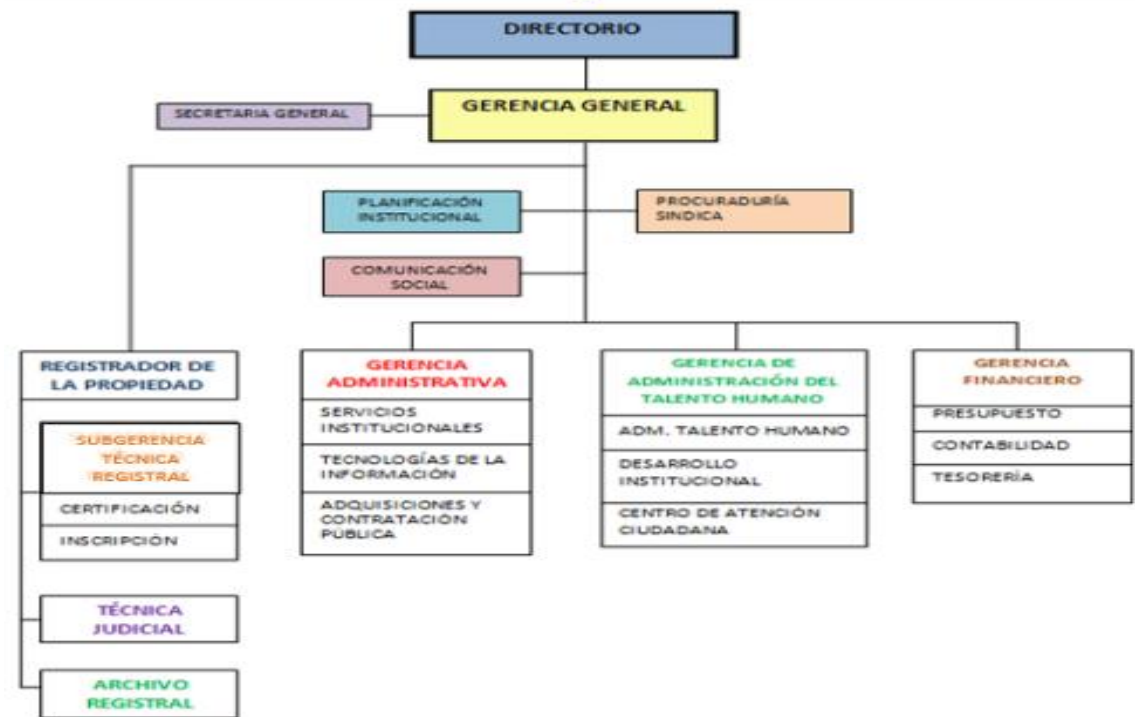 DIRECTORIO
GERENCIA GENERAL
SECRETARIA GENERAL
PLANIFICACIÓN
INSTITUCIONAL
PROCURADURÍA
SINDICA
COMUNICACIÓN
SOCIAL
REGISTRADOR DE
LA PROPIEDAD
SUBGERENCIA
TÉCNICA
REGISTRAL
CERTIFICACIÓN
INSCRIPCIÓN
TÉCNICA
JUDICIAL
ARCHIVO
REGISTRAL
GERENCIA
ADMINISTRATIVA
SERVICIOS
INSTITUCIONALES
TECNOLOGÍAS DE LA
INFORMACIÓN
ADQUISICIONES Y
CONTRATACIÓN
PÚBLICA
GERENCIA DE
ADMINISTRACIÓN DEL
TALENTO HUMANO
ADM. TALENTO HUMANO
DESARROLLO
INSTITUCIONAL
CENTRO DE ATENCIÓN
CIUDADANA
GERENCIA
FINANCIERO
PRESUPUESTO
CONTABILIDAD
TESORERÍA